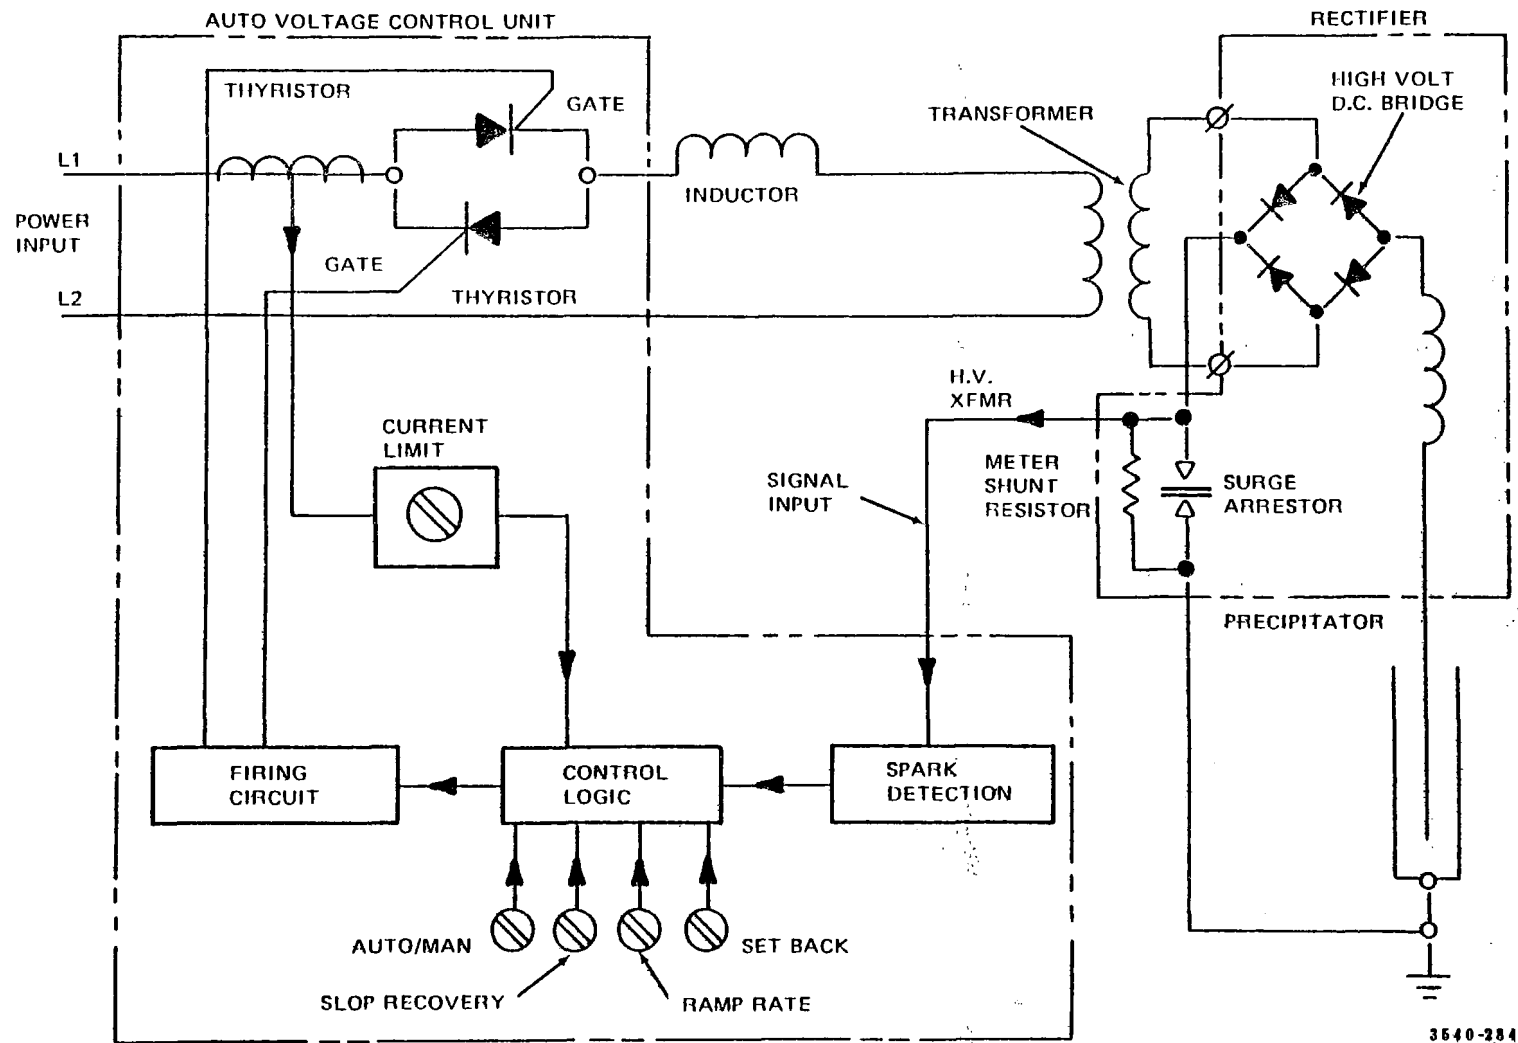 AUTO VOLTAGE CONTROL UNIT
RECTIFIER
THYRISTOR
GATE
HIGH VOLT
D.C. BRIDGE
TRANSFORMER
L1
POWER
INPUT
INDUCTOR
GATE
L2
THYRISTOR
H.V.
XFMR
CURRENT
LIMIT
METER
SHUNT
RESISTOR
SIGNAL
INPUT
SURGE
ARRESTOR
PRECIPITATOR
FIRING
CIRCUIT
CONTROL
LOGIC
SPARK
DETECTION
AUTO/MAN
SET BACK
SLOP RECOVERY
RAMP RATE
3540-284